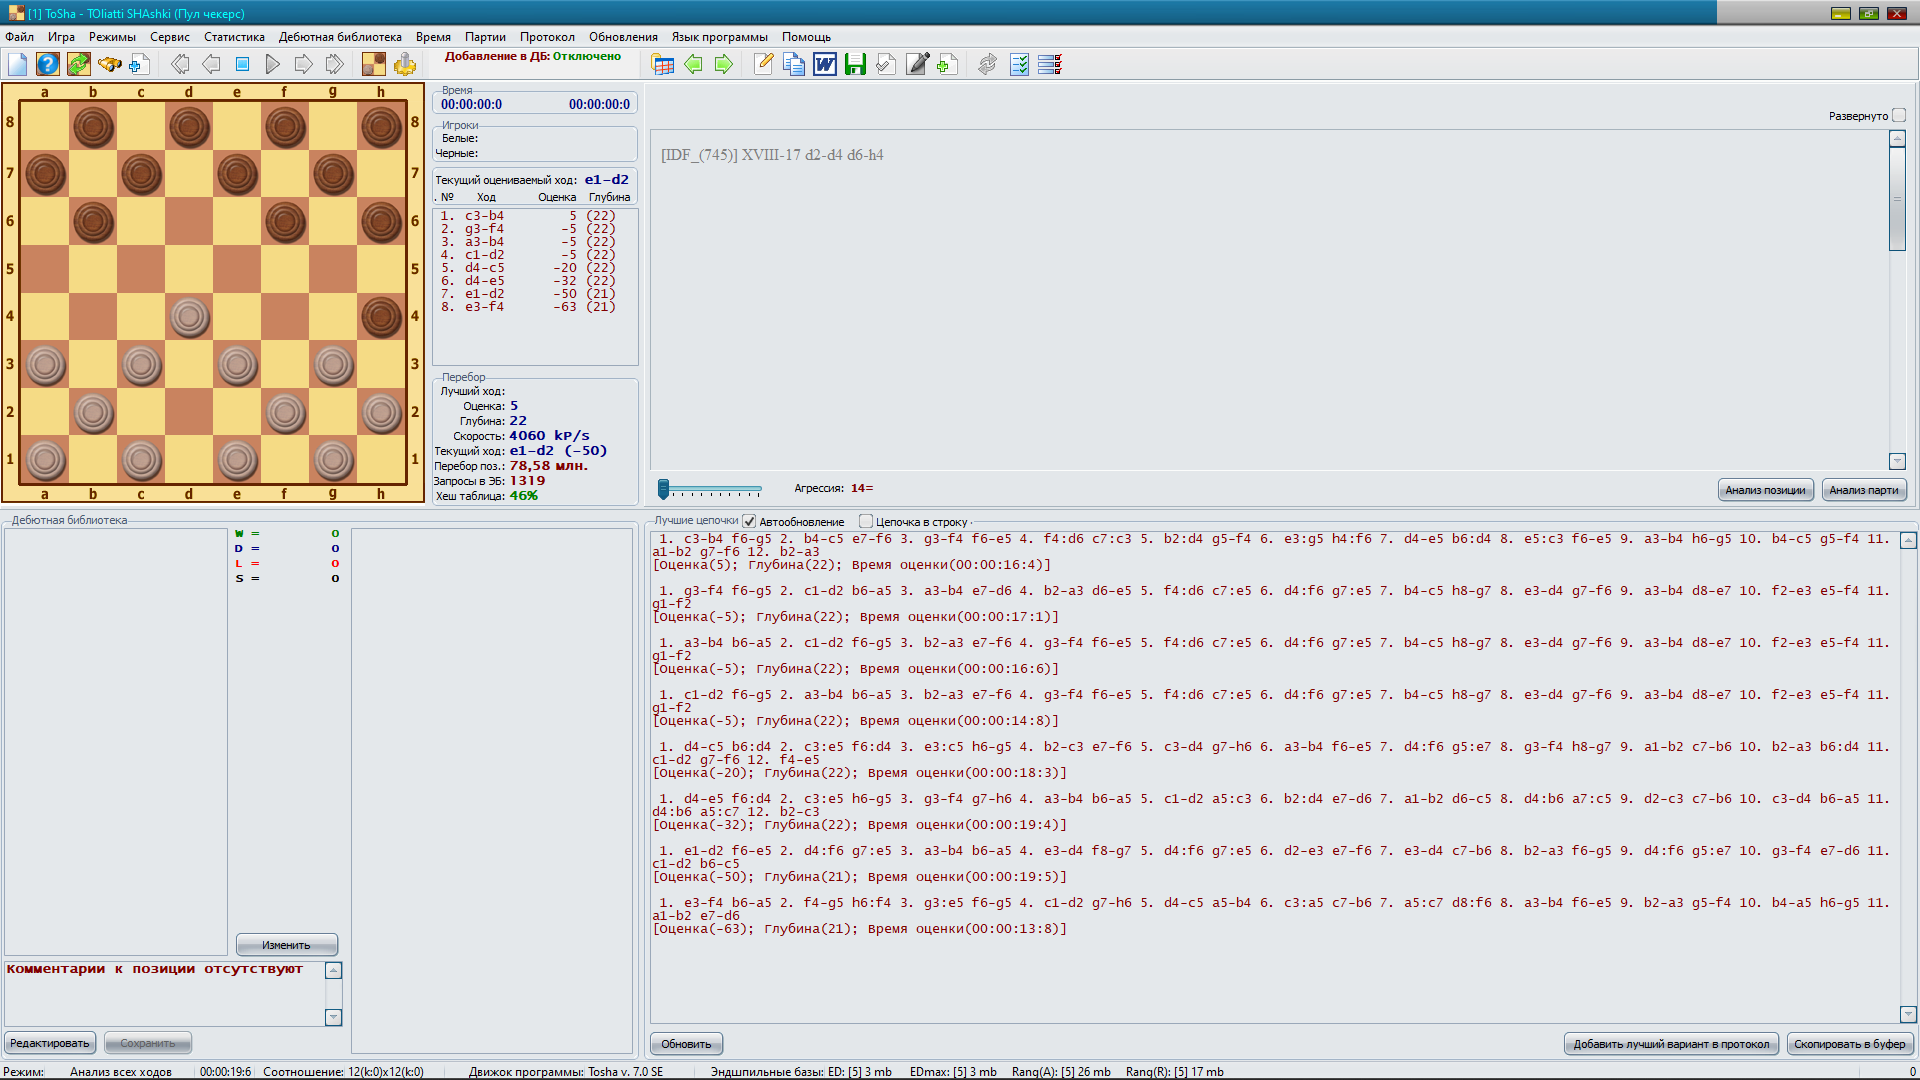 [1] ToSha - TOliatti SHAshki (Пул чекерс)
Файл Игра Режимы Сервис Статистика Дебютная библиотека Время Партии Протокол Обновления Язык программы Помощь
Добавление в ДБ: Отключено
a b c d e f g h
8 8
7 7
6 6
5 5
4 4
3 3
2 2
1 1
a b c d e f g h
Время
00:00:00:0 00:00:00:0
Игроки
Белые:
Черные:
Текущий оцениваемый ход: e1-d2
. № Ход Оценка Глубина
1. c3-b4 5 (22)
2. g3-f4 -5 (22)
3. a3-b4 -5 (22)
4. c1-d2 -5 (22)
5. d4-c5 -20 (22)
6. d4-e5 -32 (22)
7. e1-d2 -50 (21)
8. e3-f4 -63 (21)
Перебор
Лучший ход:
Оценка: 5
Глубина: 22
Скорость: 4060 kP/s
Текущий ход: e1-d2 (-50)
Перебор поз.: 78,58 млн.
Запросы в ЭБ: 1319
Хеш таблица: 46%
Развернуто
[IDF_(745)] XVIII-17 d2-d4 d6-h4
Агрессия: 14=
Анализ позиции Анализ парти
Дебютная библиотека
W = 0
D = 0
L = 0
S = 0
Изменить
Комментарии к позиции отсутствуют
Редактировать Сохранить
Лучшие цепочки Автообновление Цепочка в строку
1. c3-b4 f6-g5 2. b4-c5 e7-f6 3. g3-f4 f6-e5 4. f4:d6 c7:c3 5. b2:d4 g5-f4 6. e3:g5 h4:f6 7. d4-e5 b6:d4 8. e5:c3 f6-e5 9. a3-b4 h6-g5 10. b4-c5 g5-f4 11.
a1-b2 g7-f6 12. b2-a3
[Оценка(5); Глубина(22); Время оценки(00:00:16:4)]
1. g3-f4 f6-g5 2. c1-d2 b6-a5 3. a3-b4 e7-d6 4. b2-a3 d6-e5 5. f4:d6 c7:e5 6. d4:f6 g7:e5 7. b4-c5 h8-g7 8. e3-d4 g7-f6 9. a3-b4 d8-e7 10. f2-e3 e5-f4 11.
g1-f2
[Оценка(-5); Глубина(22); Время оценки(00:00:17:1)]
1. a3-b4 b6-a5 2. c1-d2 f6-g5 3. b2-a3 e7-f6 4. g3-f4 f6-e5 5. f4:d6 c7:e5 6. d4:f6 g7:e5 7. b4-c5 h8-g7 8. e3-d4 g7-f6 9. a3-b4 d8-e7 10. f2-e3 e5-f4 11.
g1-f2
[Оценка(-5); Глубина(22); Время оценки(00:00:16:6)]
1. c1-d2 f6-g5 2. a3-b4 b6-a5 3. b2-a3 e7-f6 4. g3-f4 f6-e5 5. f4:d6 c7:e5 6. d4:f6 g7:e5 7. b4-c5 h8-g7 8. e3-d4 g7-f6 9. a3-b4 d8-e7 10. f2-e3 e5-f4 11.
g1-f2
[Оценка(-5); Глубина(22); Время оценки(00:00:14:8)]
1. d4-c5 b6:d4 2. c3:e5 f6:d4 3. e3:c5 h6-g5 4. b2-c3 e7-f6 5. c3-d4 g7-h6 6. a3-b4 f6-e5 7. d4:f6 g5:e7 8. g3-f4 h8-g7 9. a1-b2 c7-b6 10. b2-a3 b6:d4 11.
c1-d2 g7-f6 12. f4-e5
[Оценка(-20); Глубина(22); Время оценки(00:00:18:3)]
1. d4-e5 f6:d4 2. c3:e5 h6-g5 3. g3-f4 g7-h6 4. a3-b4 b6-a5 5. c1-d2 a5:c3 6. b2:d4 e7-d6 7. a1-b2 d6-c5 8. d4:b6 a7:c5 9. d2-c3 c7-b6 10. c3-d4 b6-a5 11.
d4:b6 a5:c7 12. b2-c3
[Оценка(-32); Глубина(22); Время оценки(00:00:19:4)]
1. e1-d2 f6-e5 2. d4:f6 g7:e5 3. a3-b4 b6-a5 4. e3-d4 f8-g7 5. d4:f6 g7:e5 6. d2-e3 e7-f6 7. e3-d4 c7-b6 8. b2-a3 f6-g5 9. d4:f6 g5:e7 10. g3-f4 e7-d6 11.
c1-d2 b6-c5
[Оценка(-50); Глубина(21); Время оценки(00:00:19:5)]
1. e3-f4 b6-a5 2. f4-g5 h6:f4 3. g3:e5 f6-g5 4. c1-d2 g7-h6 5. d4-c5 a5-b4 6. c3:a5 c7-b6 7. a5:c7 d8:f6 8. a3-b4 f6-e5 9. b2-a3 g5-f4 10. b4-a5 h6-g5 11.
a1-b2 e7-d6
[Оценка(-63); Глубина(21); Время оценки(00:00:13:8)]
Обновить Добавить лучший вариант в протокол Скопировать в буфер
Режим: Анализ всех ходов 00:00:19:6 Соотношение: 12(k:0)x12(k:0) Движок программы: Tosha v. 7.0 SE Эндшпильные базы: ED: [5] 3 mb EDmax: [5] 3 mb Rang(A): [5] 26 mb Rang(R): [5] 17 mb 0